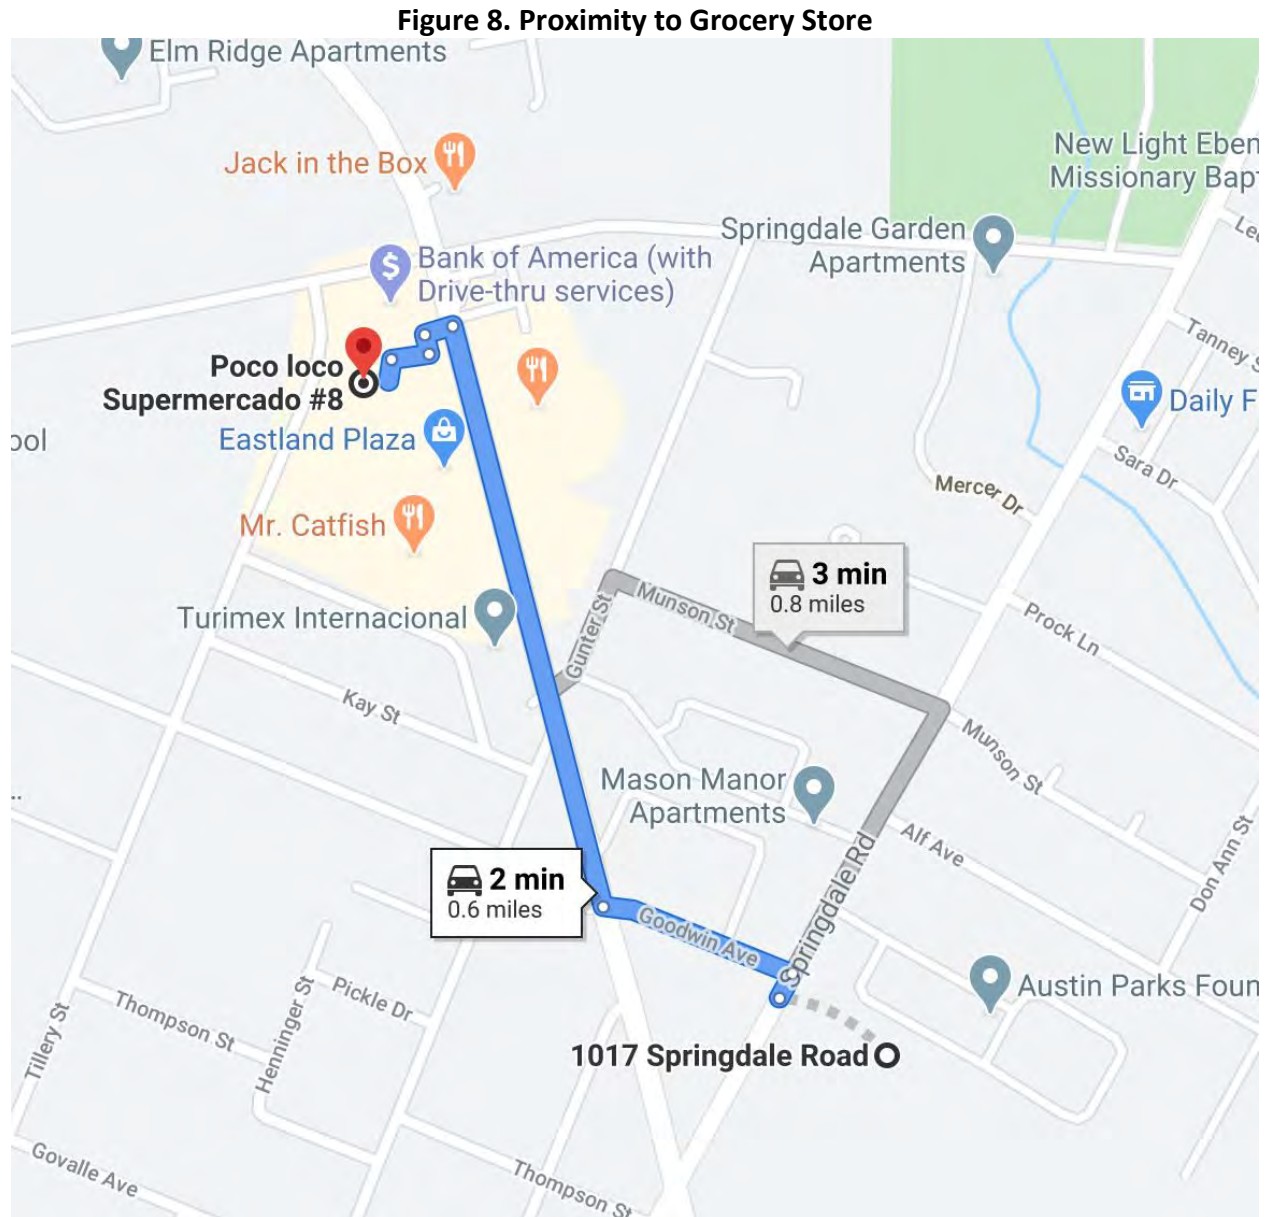 Figure 8. Proximity to Grocery Store
Elm Ridge Apartments
Jack in the Box
New Light Eben
Missionary Bap
Springdale Garden
Apartments
Bank of America (with
Drive-thru services)
Tanney S
Poco loco
Supermercado #8
Daily F
Eastland Plaza
ool
Sara Dr
Mercer Dr
Mr. Catfish
3 min
0.8 miles
Munson St
Turimex Internacional
Gunter St
Prock Ln
Kay St
Munson St
Mason Manor
Apartments
..
Alf Ave
Don Ann St
2 min
0.6 miles
Springdale Rd
Goodwin Ave
Pickle Dr
Austin Parks Foun
Thompson St
Henninger St
Tillery St
1017 Springdale Road
Govalle Ave
Thompson St